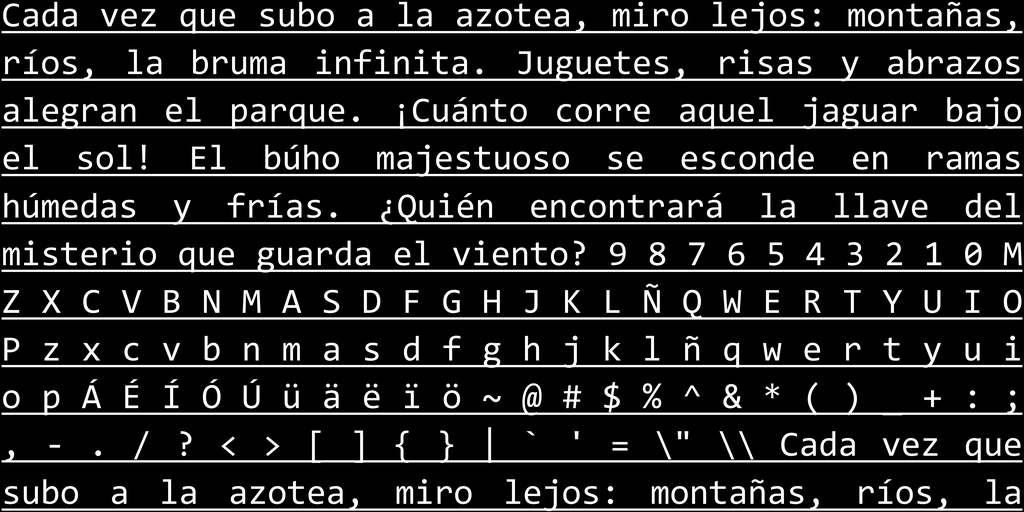 Cada vez que subo a la azotea, miro lejos: montañas,
ríos, la bruma infinita. Juguetes, risas y abrazos
alegran el parque. ¡Cuánto corre aquel jaguar bajo
el sol! El búho majestuoso se esconde en ramas
húmedas y frías. ¿Quién encontrará la llave del
misterio que guarda el viento? 9 8 7 6 5 4 3 2 1 0 M
Z X C V B N M A S D F G H J K L Ñ Q W E R T Y U I O
P z x c v b n m a s d f g h j k l ñ q w e r t y u i
o p Á É Í Ó Ú ü ä ë ï ö ~ @ # $ % ^ & * ( ) _ + : ;
, - . / ? < > [ ] { } | ` ' = \" \\ Cada vez que
subo a la azotea, miro lejos: montañas, ríos, la